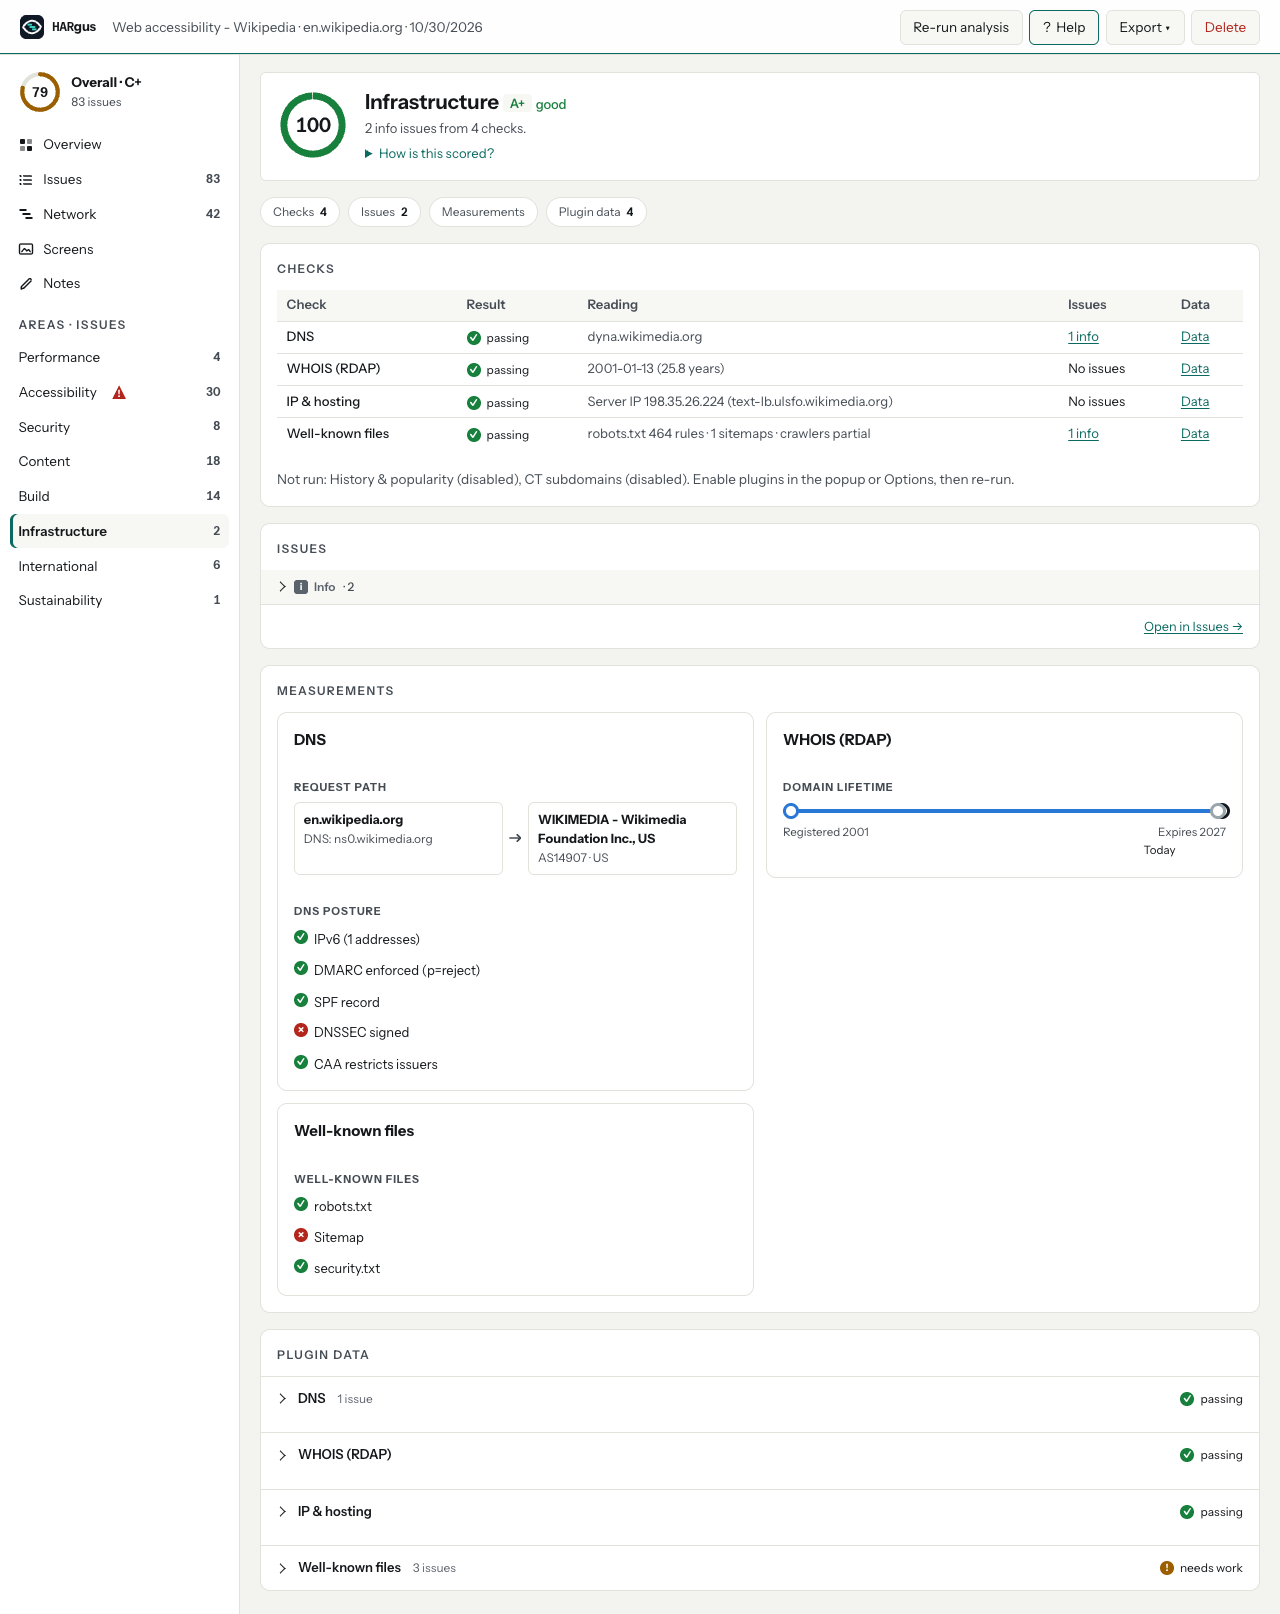 HARgus Web accessibility - Wikipedia · en.wikipedia.org · 10/30/2026 Re-run analysis ? Help Export ▾ Delete
79 Overall · C+
83 issues
Overview
Issues 83
Network 42
Screens
Notes
AREAS · ISSUES
Performance 4
Accessibility 30
Security 8
Content 18
Build 14
Infrastructure 2
International 6
Sustainability 1
100
Infrastructure A+ good
2 info issues from 4 checks.
▶ How is this scored?
Checks 4 Issues 2 Measurements Plugin data 4
CHECKS
Check Result Reading Issues Data
DNS passing dyna.wikimedia.org 1 info Data
WHOIS (RDAP) passing 2001-01-13 (25.8 years) No issues Data
IP & hosting passing Server IP 198.35.26.224 (text-lb.ulsfo.wikimedia.org) No issues Data
Well-known files passing robots.txt 464 rules · 1 sitemaps · crawlers partial 1 info Data
Not run: History & popularity (disabled), CT subdomains (disabled). Enable plugins in the popup or Options, then re-run.
ISSUES
i Info · 2
Open in Issues →
MEASUREMENTS
DNS
REQUEST PATH
en.wikipedia.org
DNS: ns0.wikimedia.org
→
WIKIMEDIA - Wikimedia
Foundation Inc., US
AS14907 · US
DNS POSTURE
IPv6 (1 addresses)
DMARC enforced (p=reject)
SPF record
DNSSEC signed
CAA restricts issuers
WHOIS (RDAP)
DOMAIN LIFETIME
Registered 2001 Expires 2027
Today
Well-known files
WELL-KNOWN FILES
robots.txt
Sitemap
security.txt
PLUGIN DATA
DNS 1 issue passing
WHOIS (RDAP) passing
IP & hosting passing
Well-known files 3 issues needs work